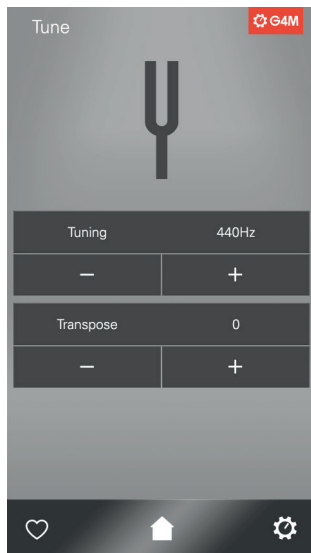 Tune
G4M
Tuning 440Hz
− +
Transpose 0
− +